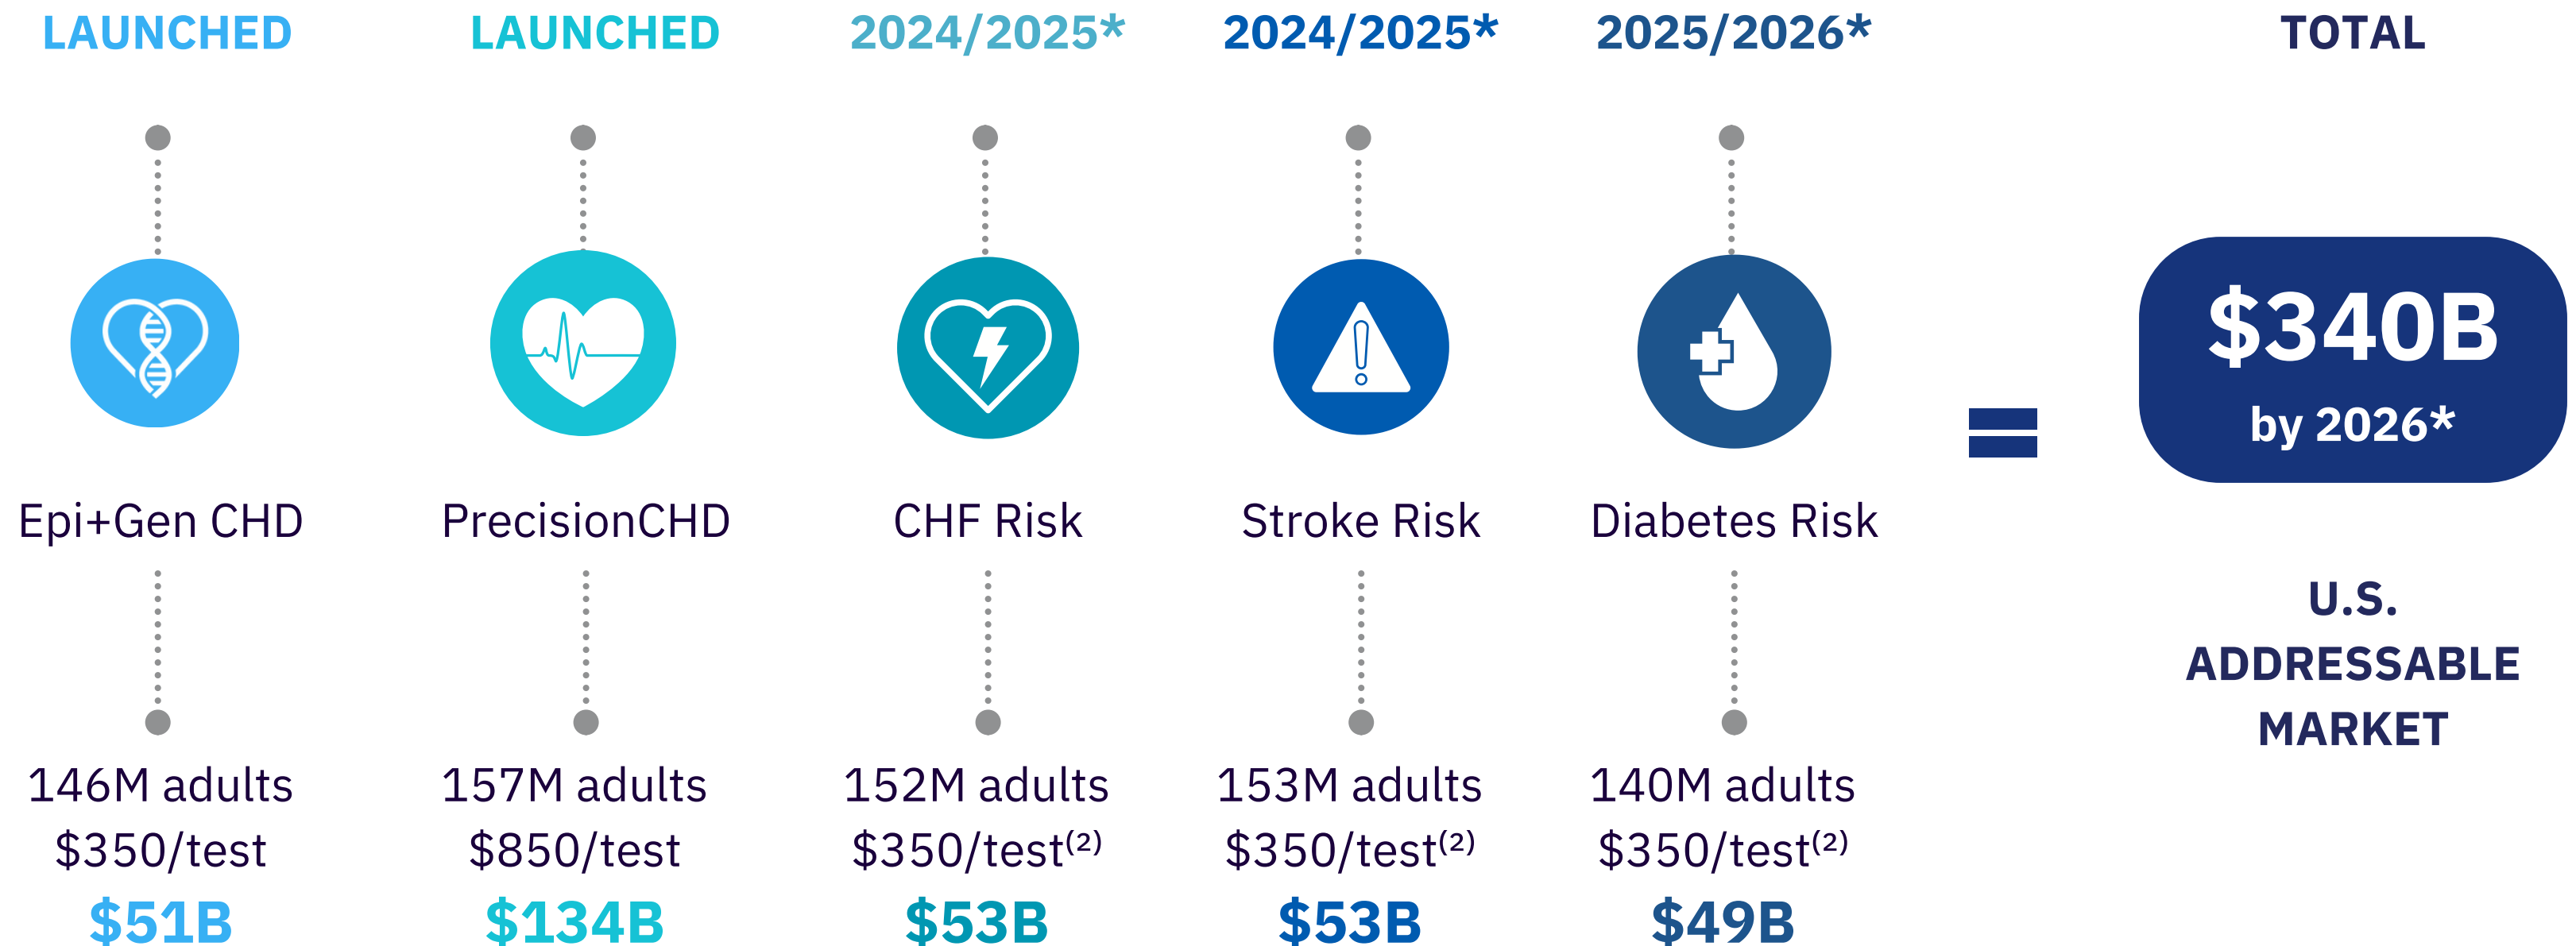 LAUNCHED
LAUNCHED
2024/2025*
2024/2025*
2025/2026*
TOTAL
Epi+Gen CHD
PrecisionCHD
CHF Risk
Stroke Risk
Diabetes Risk
=
$340B
by 2026*
U.S.
ADDRESSABLE
MARKET
146M adults
$350/test
$51B
157M adults
$850/test
$134B
152M adults
$350/test⁽²⁾
$53B
153M adults
$350/test⁽²⁾
$53B
140M adults
$350/test⁽²⁾
$49B